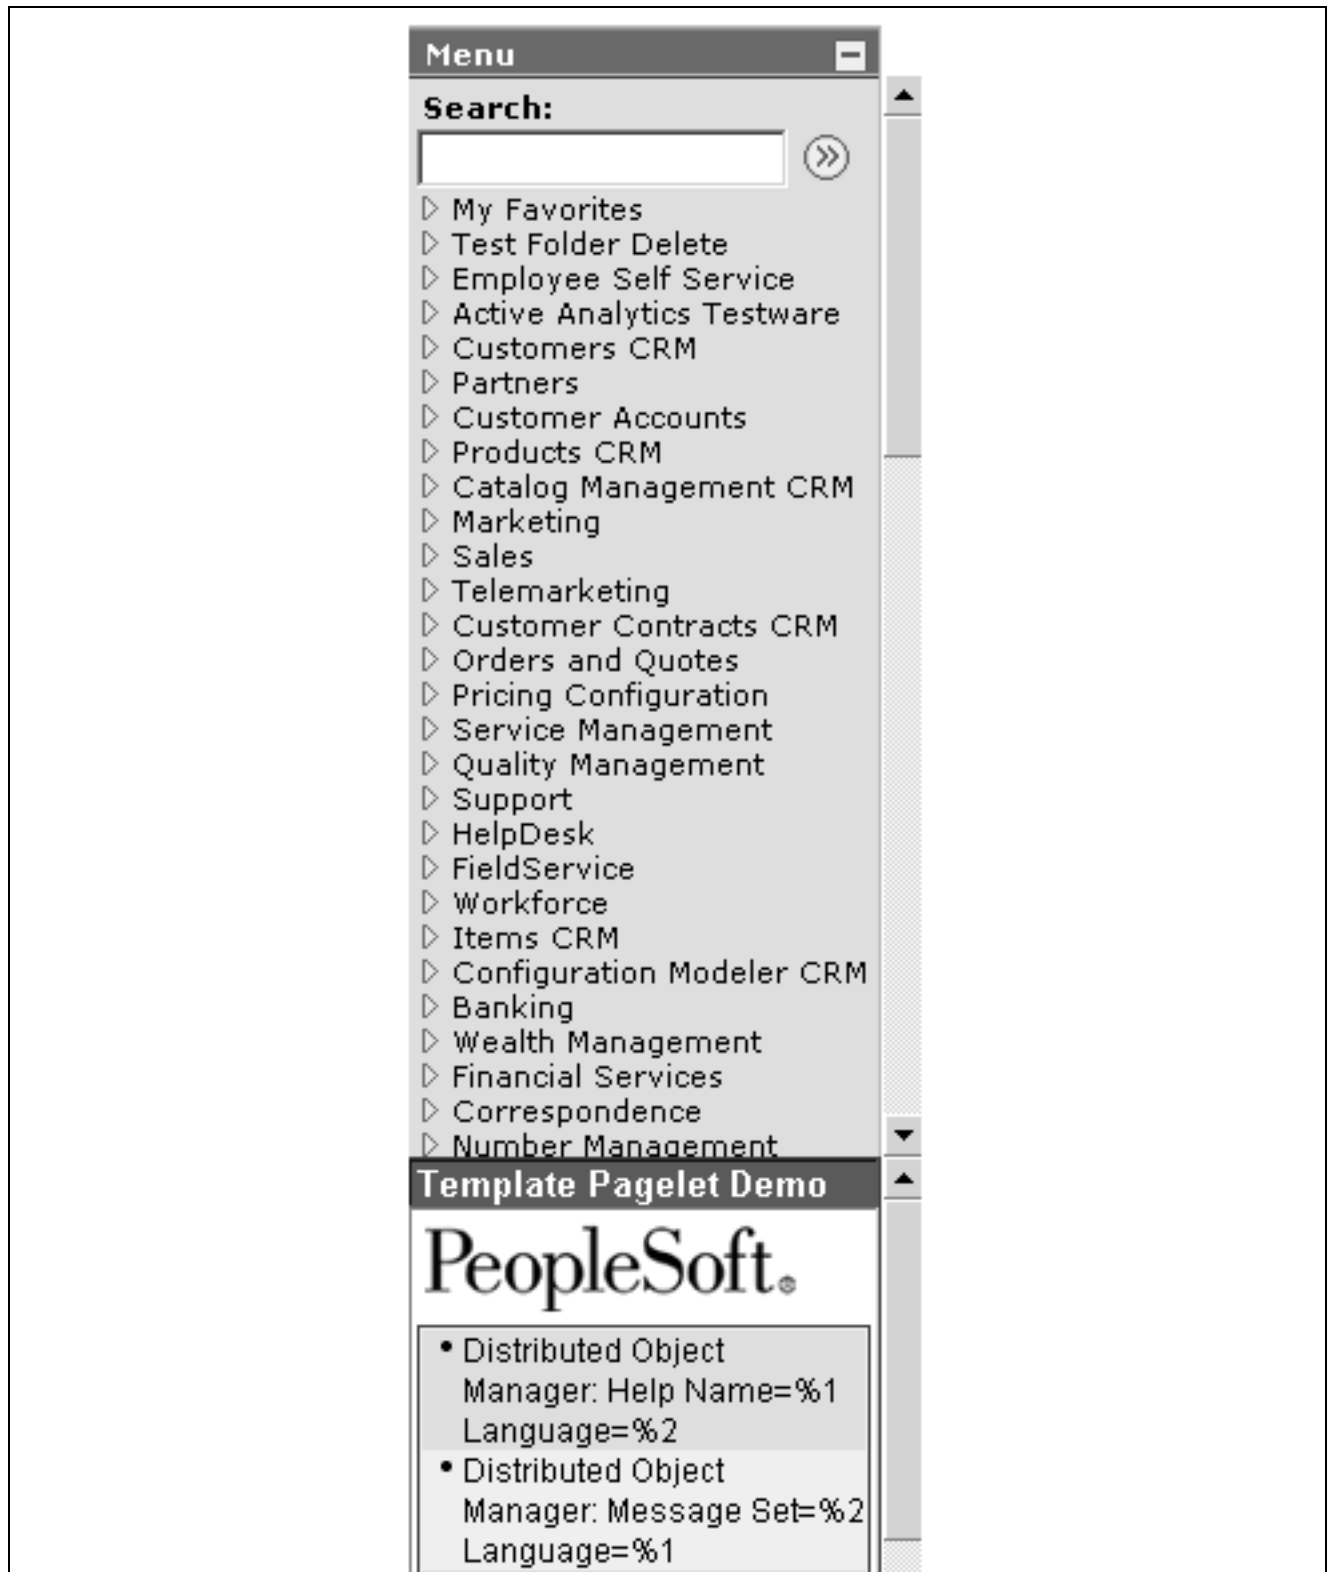 Menu
Search:
My Favorites
Test Folder Delete
Employee Self Service
Active Analytics Testware
Customers CRM
Partners
Customer Accounts
Products CRM
Catalog Management CRM
Marketing
Sales
Telemarketing
Customer Contracts CRM
Orders and Quotes
Pricing Configuration
Service Management
Quality Management
Support
HelpDesk
FieldService
Workforce
Items CRM
Configuration Modeler CRM
Banking
Wealth Management
Financial Services
Correspondence
Number Management
Template Pagelet Demo
PeopleSoft®
• Distributed Object
Manager: Help Name=%1
Language=%2
• Distributed Object
Manager: Message Set=%2
Language=%1